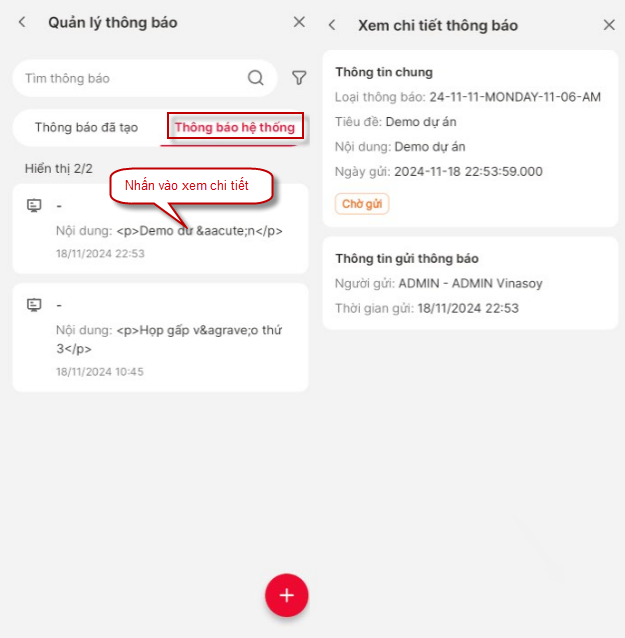 Quản lý thông báo
Tìm thông báo
Thông báo đã tạo
Thông báo hệ thống
Hiển thị 2/2
Nhấn vào xem chi tiết
-
Nội dung: <p>Demo dự &aacute;n</p>
18/11/2024 22:53
-
Nội dung: <p>Họp gấp v&agrave;o thứ
3</p>
18/11/2024 10:45
Xem chi tiết thông báo
Thông tin chung
Loại thông báo: 24-11-11-MONDAY-11-06-AM
Tiêu đề: Demo dự án
Nội dung: Demo dự án
Ngày gửi: 2024-11-18 22:53:59.000
Chờ gửi
Thông tin gửi thông báo
Người gửi: ADMIN - ADMIN Vinasoy
Thời gian gửi: 18/11/2024 22:53